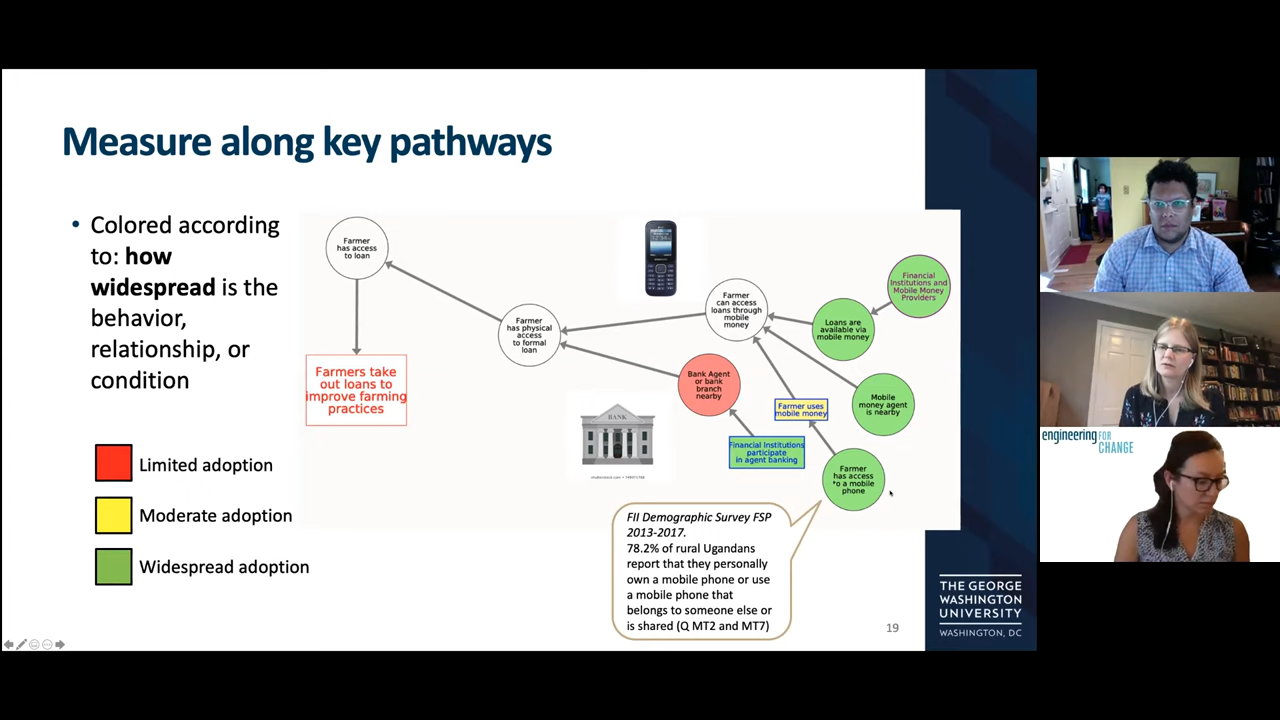 Measure along key pathways
• Colored according
to: how
widespread is the
behavior,
relationship, or
condition
Limited adoption
Moderate adoption
Widespread adoption
Farmer
has access
to loan
Farmers take
out loans to
improve farming
practices
Farmer
has physical
access
to formal
loan
BANK
shutterstock.com
Farmer
can access
loans through
mobile
money
Bank Agent
or bank
branch
nearby
Financial Institutions
participate
in agent banking
Farmer uses
mobile money
Loans are
available via
mobile money
Financial
Institutions and
Mobile Money
Providers
Mobile
money agent
is nearby
Farmer
has access
to a mobile
phone
FII Demographic Survey FSP
2013-2017.
78.2% of rural Ugandans
report that they personally
own a mobile phone or use
a mobile phone that
belongs to someone else or
is shared (Q MT2 and MT7)
19
THE GEORGE
WASHINGTON
UNIVERSITY
WASHINGTON, DC
engineering FOR
CHANGE